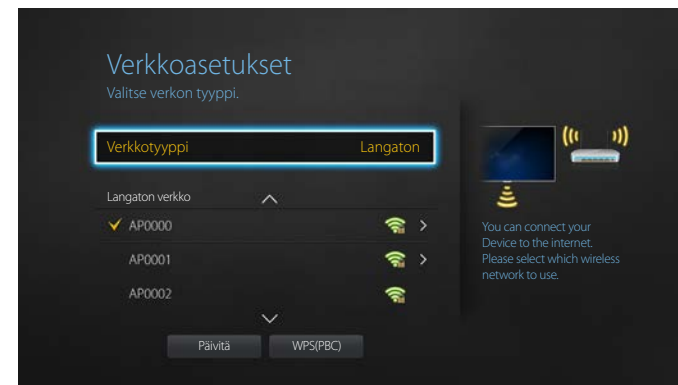 Verkkoasetukset
Valitse verkon tyyppi.
Verkkotyyppi Langaton
Langaton verkko
AP0000
AP0001
AP0002
Päivitä WPS(PBC)
You can connect your
Device to the internet.
Please select which wireless
network to use.